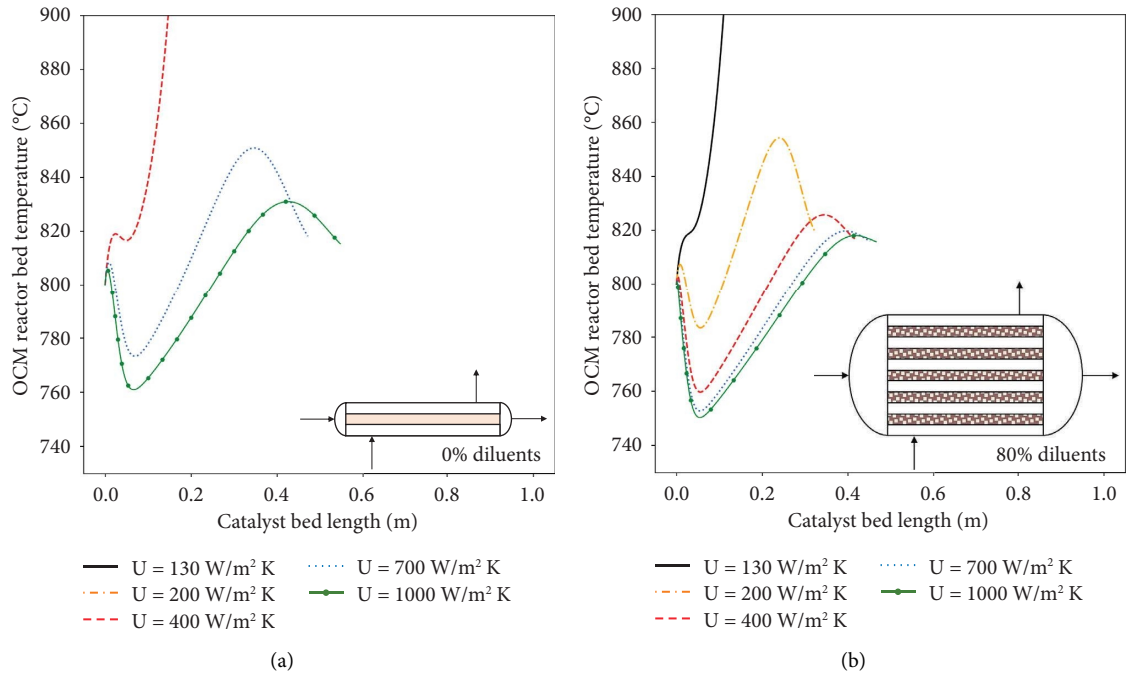 900
880
860
840
820
800
780
760
740
OCM reactor bed temperature (°C)
0.0 0.2 0.4 0.6 0.8 1.0
Catalyst bed length (m)
0% diluents
U = 130 W/m² K
U = 200 W/m² K
U = 400 W/m² K
U = 700 W/m² K
U = 1000 W/m² K
(a)
900
880
860
840
820
800
780
760
740
OCM reactor bed temperature (°C)
0.0 0.2 0.4 0.6 0.8 1.0
Catalyst bed length (m)
80% diluents
U = 130 W/m² K
U = 200 W/m² K
U = 400 W/m² K
U = 700 W/m² K
U = 1000 W/m² K
(b)